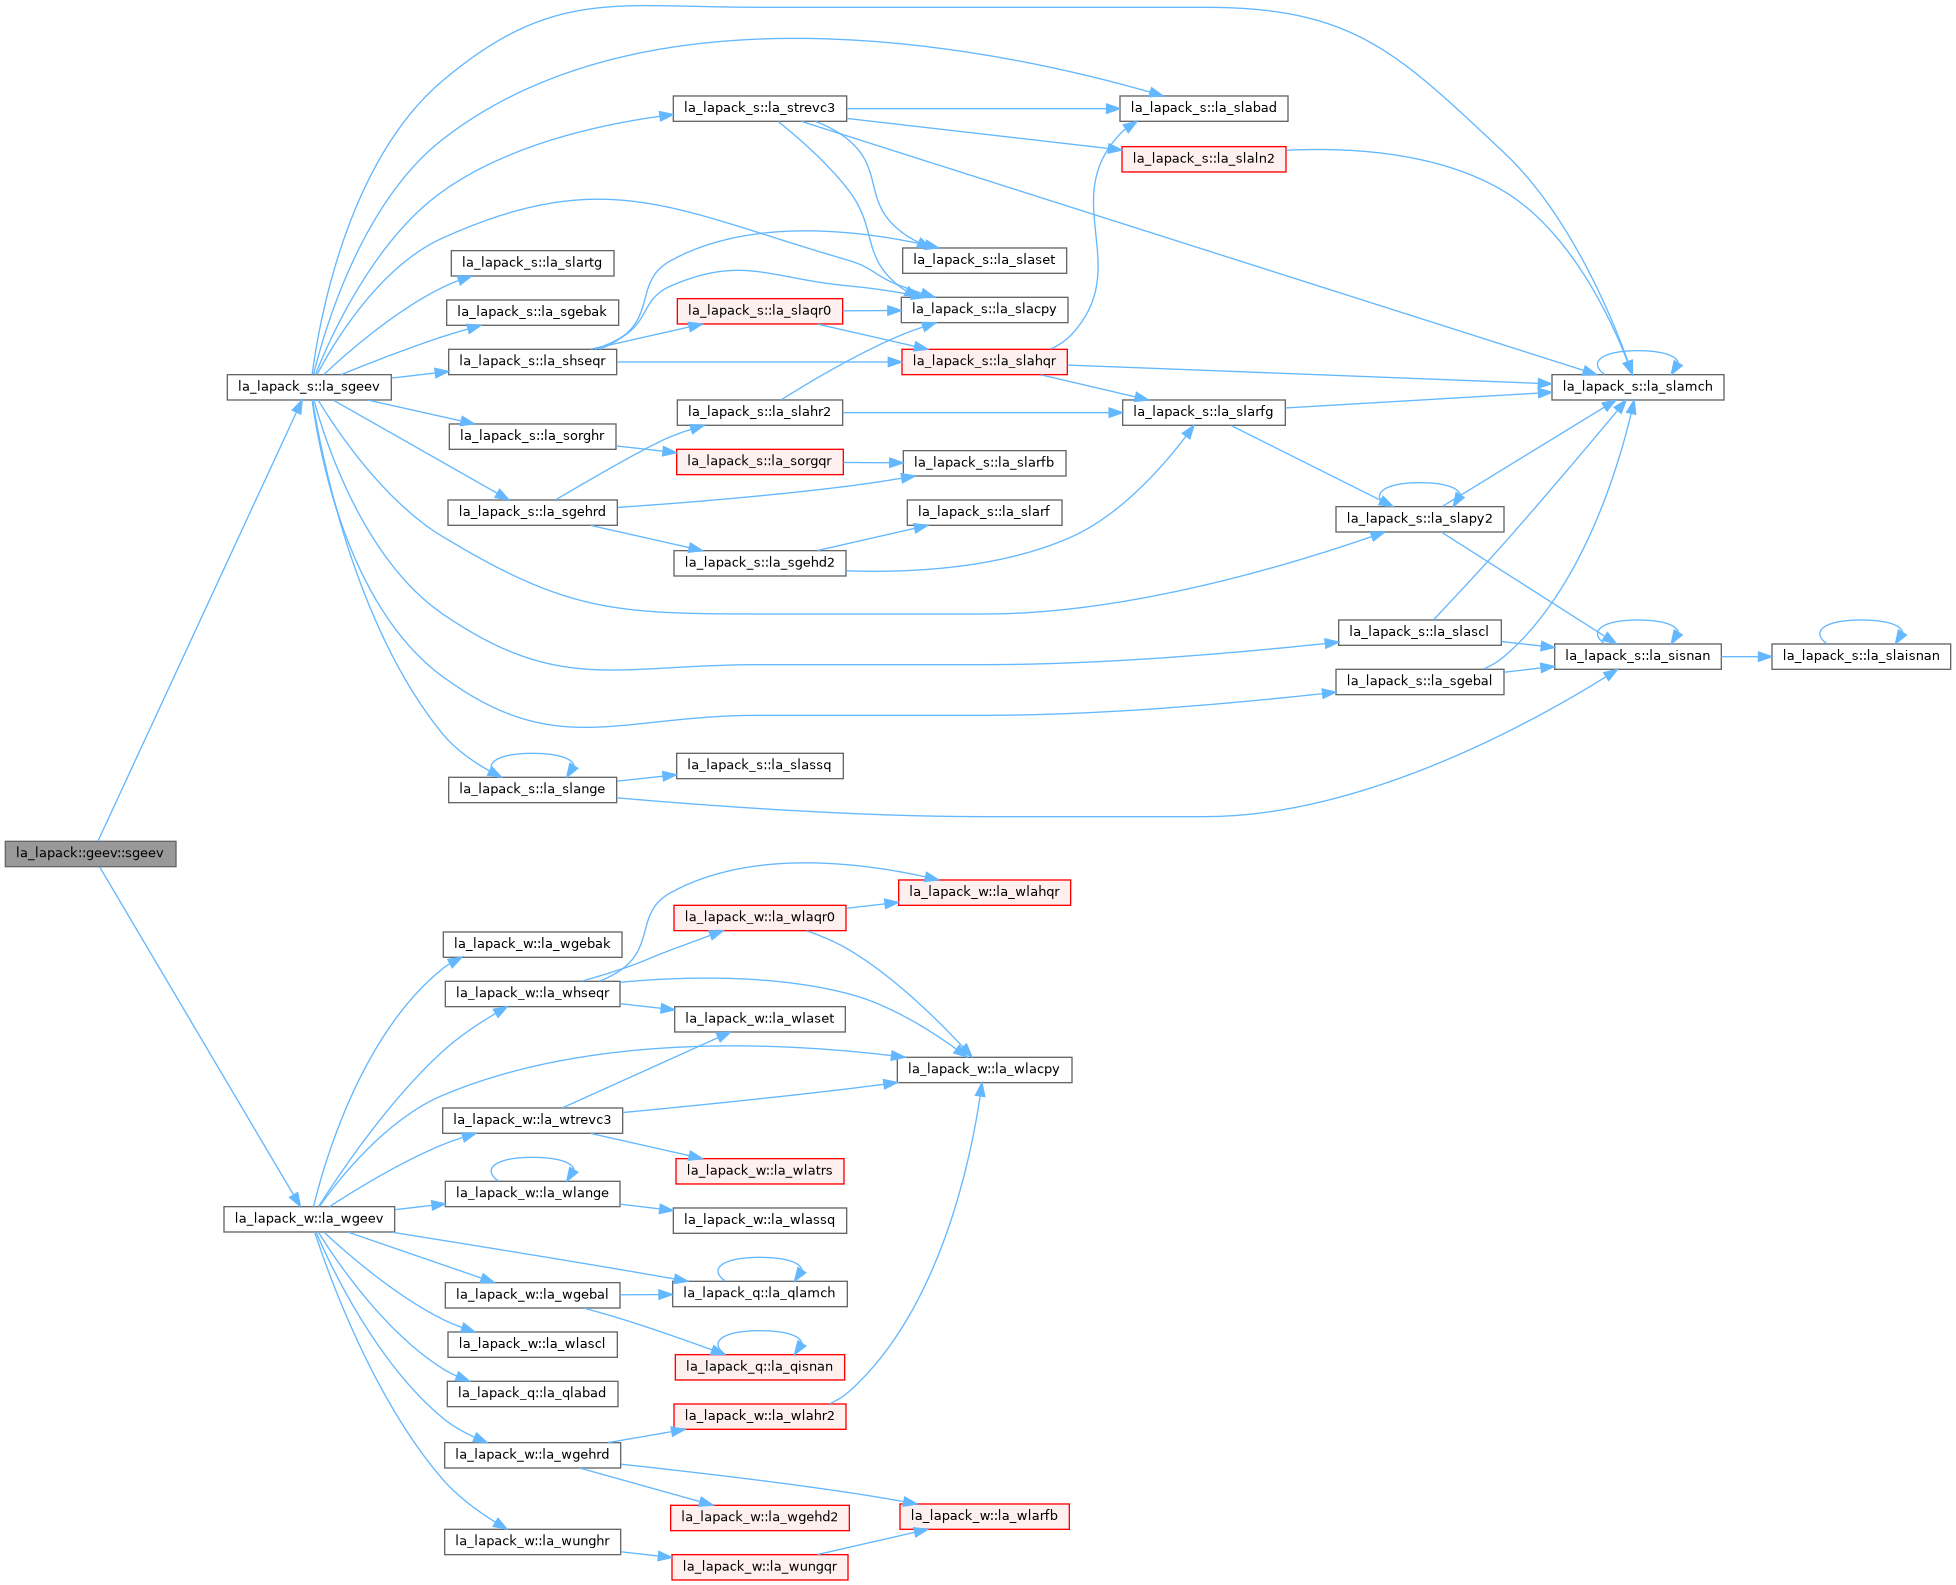 la_lapack_s::la_strevc3
la_lapack_s::la_slabad
la_lapack_s::la_slaln2
la_lapack_s::la_slartg
la_lapack_s::la_slaset
la_lapack_s::la_sgebak
la_lapack_s::la_slaqr0
la_lapack_s::la_slacpy
la_lapack_s::la_shseqr
la_lapack_s::la_slahqr
la_lapack_s::la_sgeev
la_lapack_s::la_slamch
la_lapack_s::la_slahr2
la_lapack_s::la_slarfg
la_lapack_s::la_sorghr
la_lapack_s::la_sorgqr
la_lapack_s::la_slarfb
la_lapack_s::la_sgehrd
la_lapack_s::la_slarf
la_lapack_s::la_slapy2
la_lapack_s::la_sgehd2
la_lapack_s::la_slascl
la_lapack_s::la_sisnan
la_lapack_s::la_slaisnan
la_lapack_s::la_sgebal
la_lapack_s::la_slassq
la_lapack_s::la_slange
la_lapack::geev::sgeev
la_lapack_w::la_wlahqr
la_lapack_w::la_wlaqr0
la_lapack_w::la_wgebak
la_lapack_w::la_whseqr
la_lapack_w::la_wlaset
la_lapack_w::la_wlacpy
la_lapack_w::la_wtrevc3
la_lapack_w::la_wlatrs
la_lapack_w::la_wlange
la_lapack_w::la_wgeev
la_lapack_w::la_wlassq
la_lapack_w::la_wgebal
la_lapack_q::la_qlamch
la_lapack_w::la_wlascl
la_lapack_q::la_qisnan
la_lapack_q::la_qlabad
la_lapack_w::la_wlahr2
la_lapack_w::la_wgehrd
la_lapack_w::la_wgehd2
la_lapack_w::la_wlarfb
la_lapack_w::la_wunghr
la_lapack_w::la_wungqr